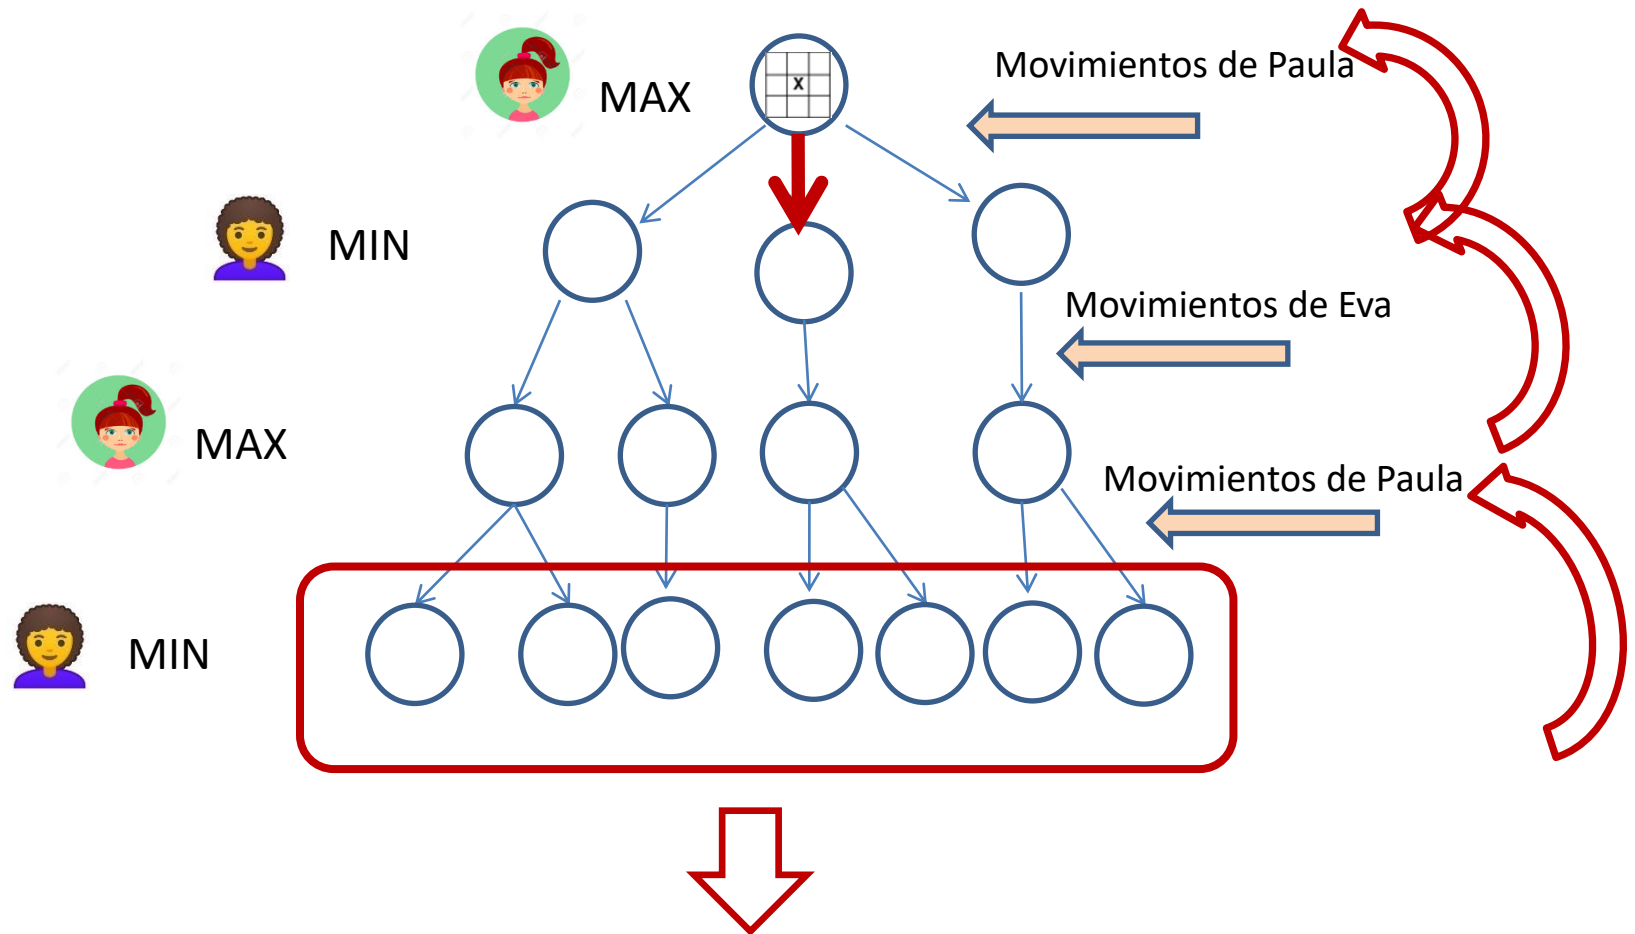 Movimientos de Paula
MAX
X
MIN
Movimientos de Eva
MAX
Movimientos de Paula
MIN